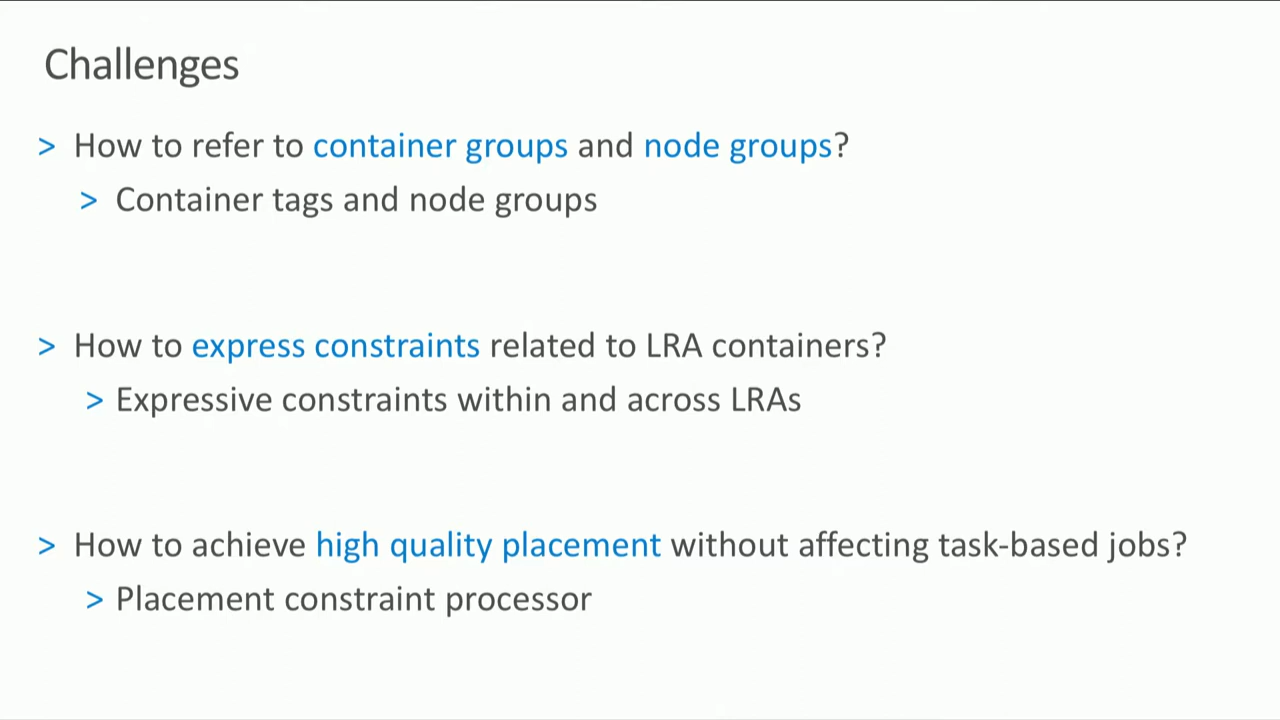 Challenges
> How to refer to container groups and node groups?
> Container tags and node groups
> How to express constraints related to LRA containers?
> Expressive constraints within and across LRAs
> How to achieve high quality placement without affecting task-based jobs?
> Placement constraint processor